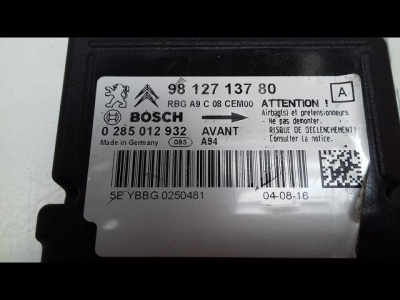 98 127 137 80
RBG A9 C 08 CEM00
A
ATTENTION !
Airbag(s) et pretensionneurs
- Ne pas demonter.
- RISQUE DE DECLENCHEMENT!
- Consulter la notice.
BOSCH
0 285 012 932 AVANT
Made in Germany 085 A94
5E YBBG 0250481
04-08-16